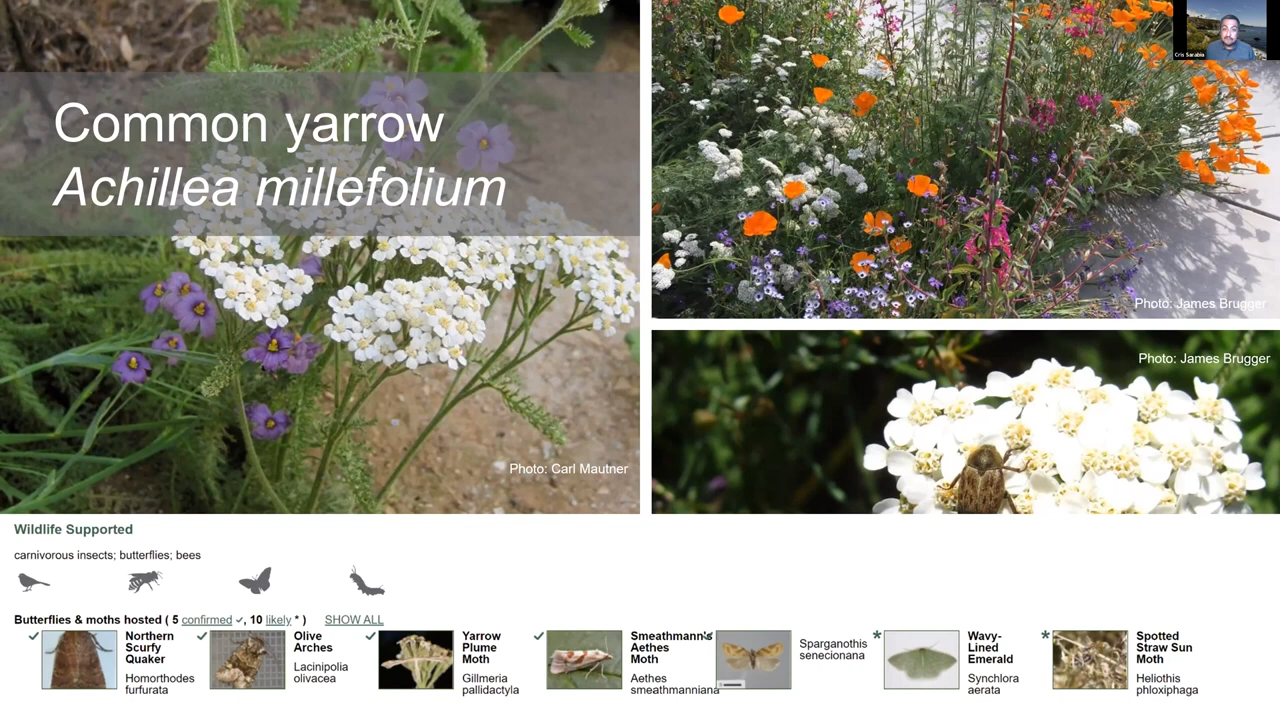 Common yarrow
Achillea millefolium
Cris Sarabia
Photo: James Brugger
Photo: James Brugger
Photo: Carl Mautner
Wildlife Supported
carnivorous insects; butterflies; bees
Butterflies & moths hosted ( 5 confirmed ✔, 10 likely * ) SHOW ALL
Northern
Scurfy
Quaker
Homorthodes
furfurata
Olive
Arches
Lacinipolia
olivacea
Yarrow
Plume
Moth
Gillmeria
pallidactyla
Smeathmann's
Aethes
Moth
Aethes
smeathmanniana
Sparganothis
senecionana
* Wavy-
Lined
Emerald
Synchlora
aerata
* Spotted
Straw Sun
Moth
Heliothis
phloxiphaga